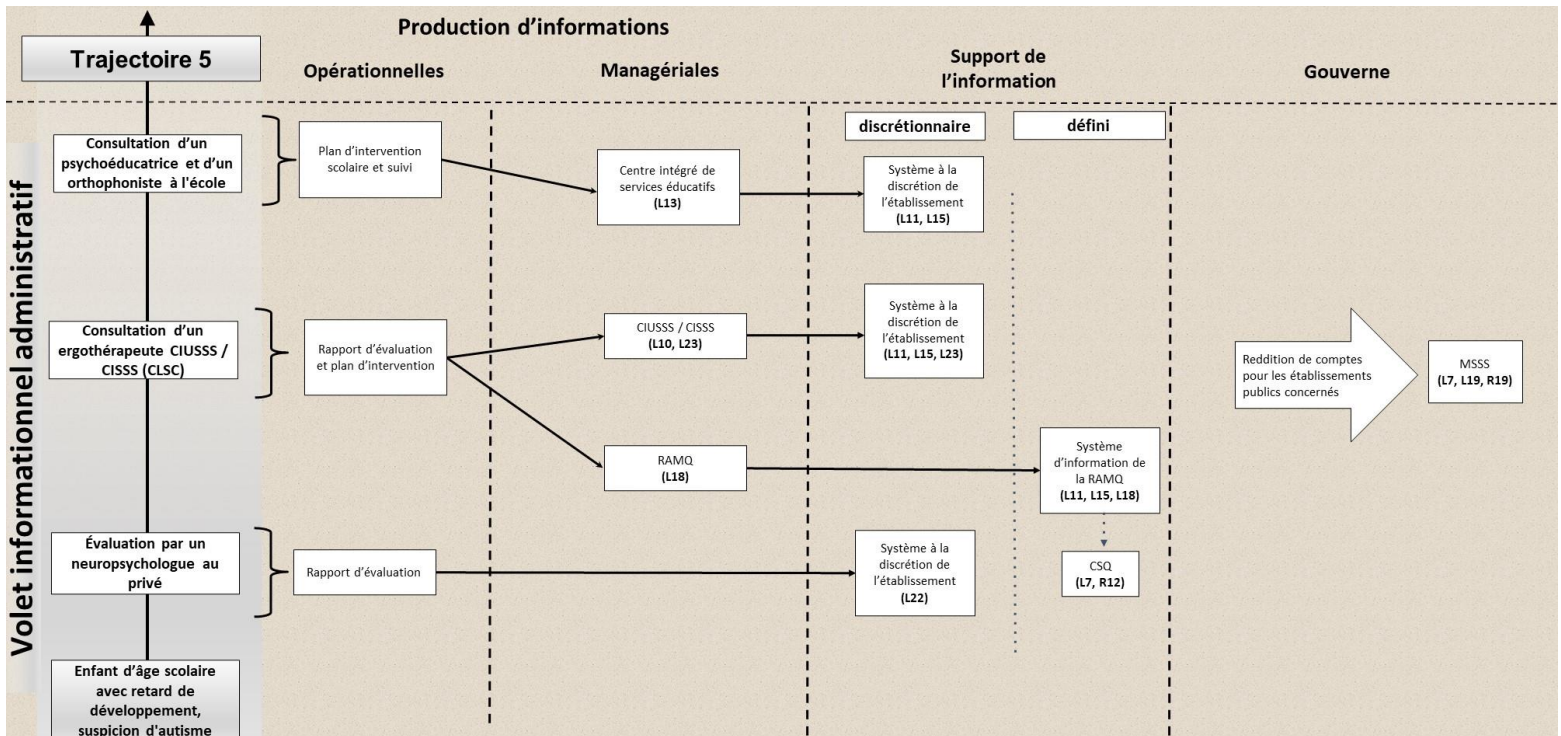 Production d'informations
Trajectoire 5
Opérationnelles
Managériales
Support de
l'information
Gouverne
discrétionnaire
défini
Volet informationnel administratif
Consultation d'un
psychoéducatrice et d'un
orthophoniste à l'école
Plan d'intervention
scolaire et suivi
Centre intégré de
services éducatifs
(L13)
Système à la
discrétion de
l'établissement
(L11, L15)
Consultation d'un
ergothérapeute CIUSSS /
CISSS (CLSC)
Rapport d'évaluation
et plan d'intervention
CIUSSS / CISSS
(L10, L23)
Système à la
discrétion de
l'établissement
(L11, L15, L23)
Reddition de comptes
pour les établissements
publics concernés
MSSS
(L7, L19, R19)
RAMQ
(L18)
Système
d'information de
la RAMQ
(L11, L15, L18)
Évaluation par un
neuropsychologue au
privé
Rapport d'évaluation
Système à la
discrétion de
l'établissement
(L22)
CSQ
(L7, R12)
Enfant d'âge scolaire
avec retard de
développement,
suspicion d'autisme